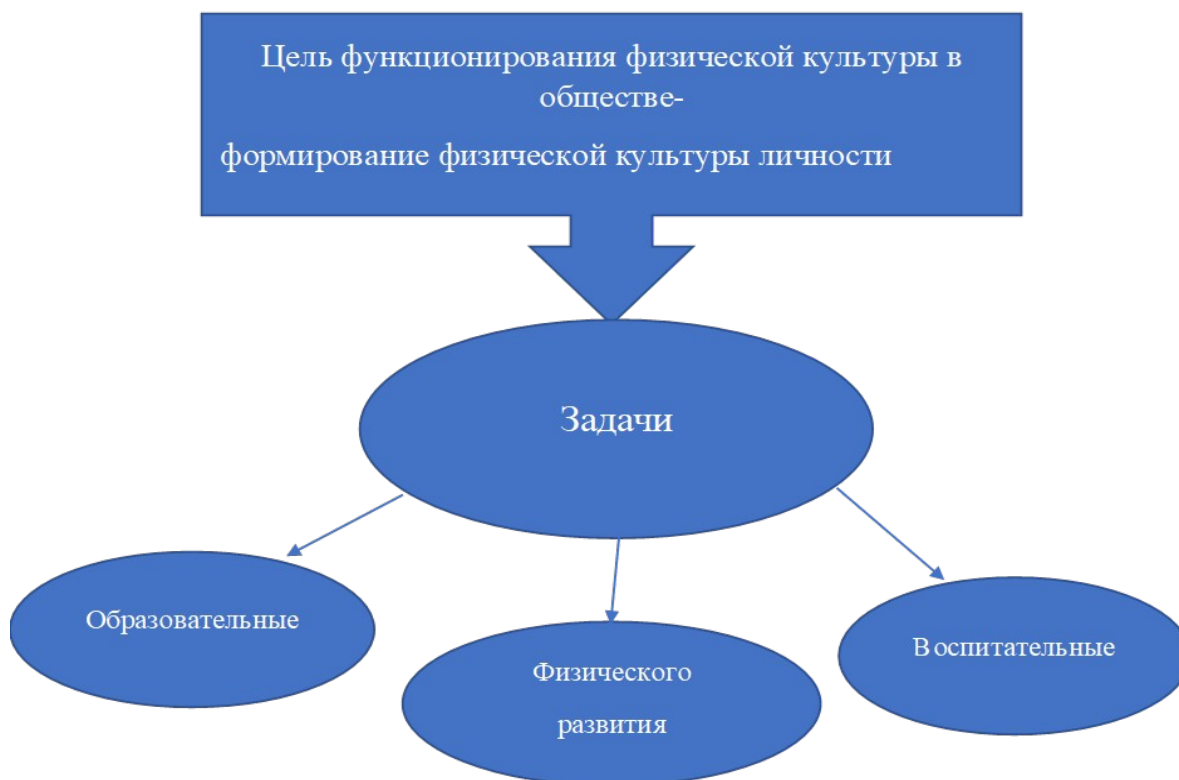 Цель функционирования физической культуры в
обществе-
формирование физической культуры личности
Задачи
Образовательные
Физического
развития
Воспитательные